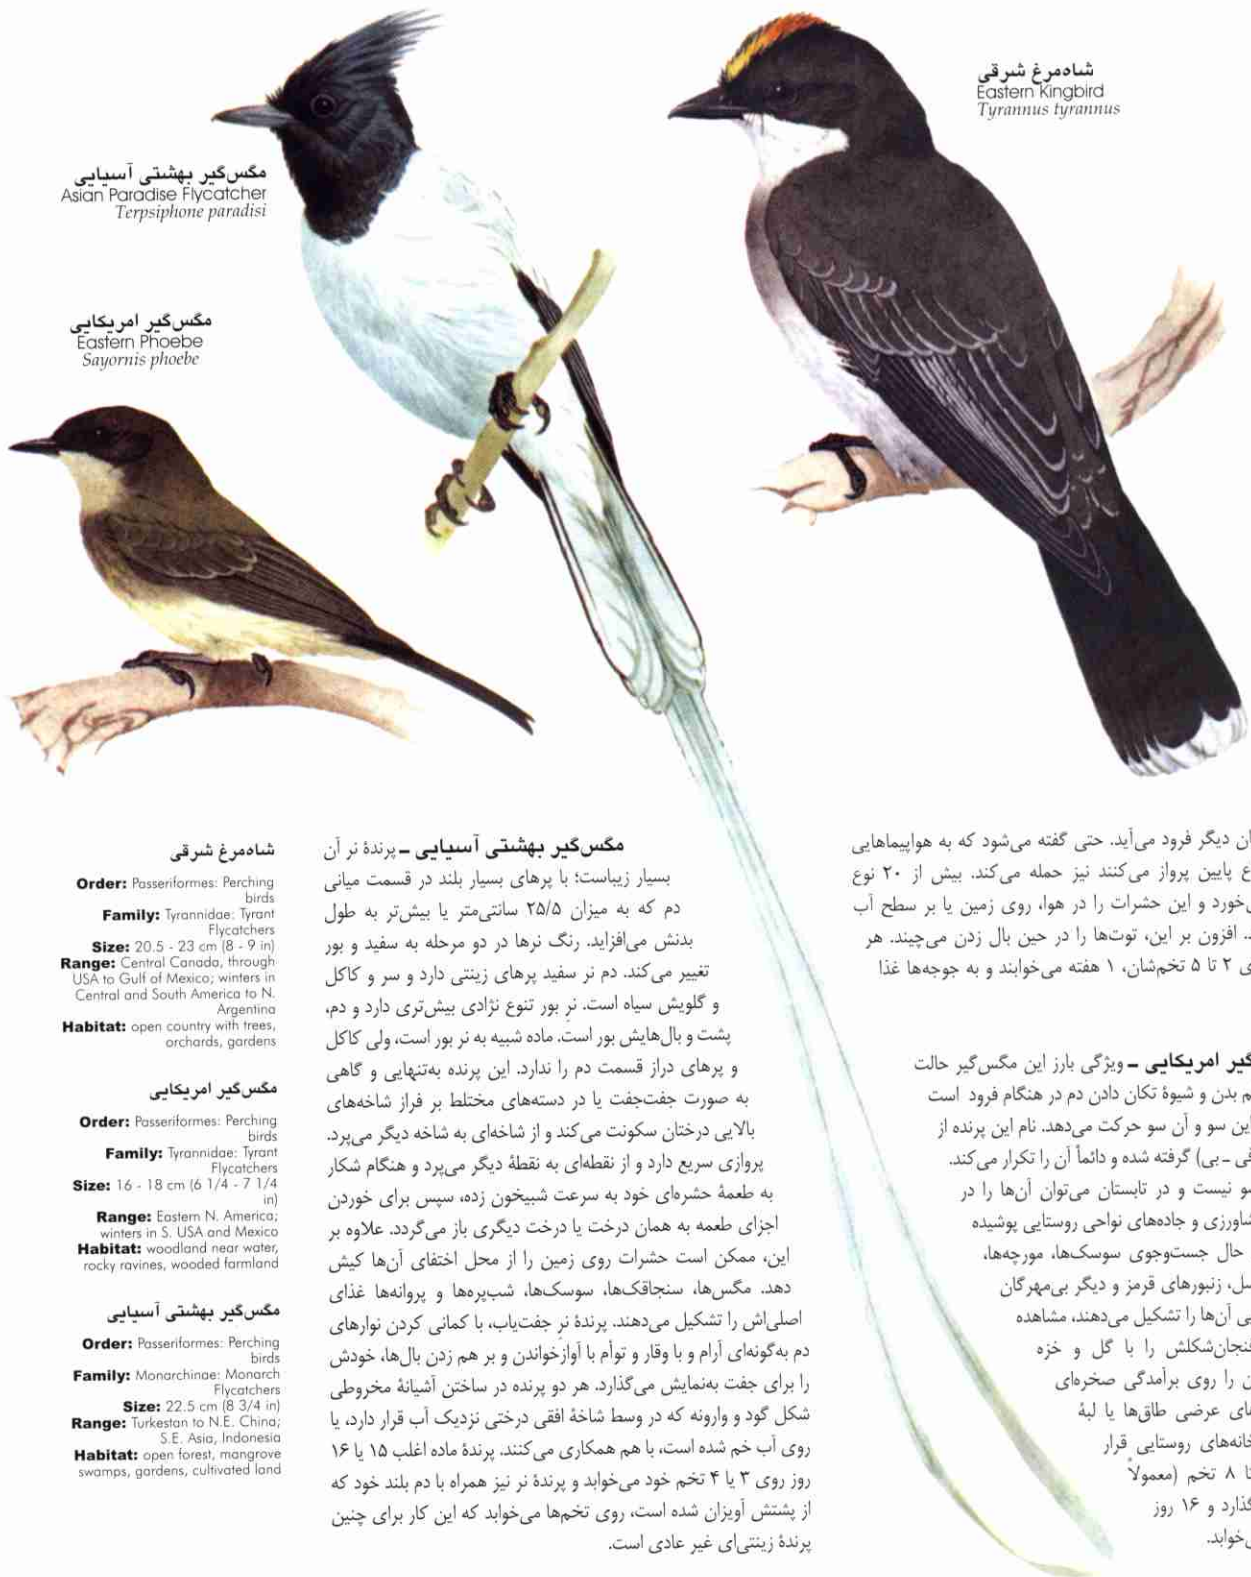 شاه‌مرغ شرقی
Eastern Kingbird
Tyrannus tyrannus
مگس‌گیر بهشتی آسیایی
Asian Paradise Flycatcher
Terpsiphone paradisi
مگس‌گیر امریکایی
Eastern Phoebe
Sayornis phoebe
دیگر فرود می‌آید. حتی گفته می‌شود که به هواپیماهایی
پایین پرواز می‌کنند نیز حمله می‌کند. بیش از ۲۰ نوع
و این حشرات را در هوا، روی زمین یا بر سطح آب
افزون بر این، توت‌ها را در حین بال زدن می‌چیند. هر
۲ تا ۵ تخم‌شان، ۱ هفته می‌خوابند و به جوجه‌ها غذا
گیر امریکایی ـ ویژگی بارز این مگس‌گیر حالت
بدن و شیوهٔ تکان دادن دم در هنگام فرود است
این سو و آن سو حرکت می‌دهد. نام این پرنده از
فی ـ بی) گرفته شده و دائماً آن را تکرار می‌کند.
نیست و در تابستان می‌توان آن‌ها را در
و جاده‌های نواحی روستایی پوشیده
حال جست‌وجوی سوسک‌ها، مورچه‌ها،
زنبورهای قرمز و دیگر بی‌مهرگان
آن‌ها را تشکیل می‌دهند، مشاهده
را با گل و خزه
را روی برآمدگی صخره‌ای
عرضی طاق‌ها یا لبهٔ
روستایی قرار
تا ۸ تخم (معمولاً
و ۱۶ روز
مگس‌گیر بهشتی آسیایی ـ پرندهٔ نر آن
بسیار زیباست؛ با پرهای بسیار بلند در قسمت میانی
دم که به میزان ۲۵/۵ سانتی‌متر یا بیش‌تر به طول
بدنش می‌افزاید. رنگ نرها در دو مرحله به سفید و بور
تغییر می‌کند. دم نر سفید پرهای زینتی دارد و سر و کاکل
و گلویش سیاه است. نرِ بور تنوع نژادی بیش‌تری دارد و دم،
پشت و بال‌هایش بور است. ماده شبیه به نر بور است، ولی کاکل
و پرهای دراز قسمت دم را ندارد. این پرنده به‌تنهایی و گاهی
به صورت جفت‌جفت یا در دسته‌های مختلط بر فراز شاخه‌های
بالایی درختان سکونت می‌کند و از شاخه‌ای به شاخه دیگر می‌پرد.
پروازی سریع دارد و از نقطه‌ای به نقطهٔ دیگر می‌پرد و هنگام شکار
به طعمهٔ حشره‌ای خود به سرعت شبیخون زده، سپس برای خوردن
اجزای طعمه به همان درخت یا درخت دیگری باز می‌گردد. علاوه بر
این، ممکن است حشرات روی زمین را از محل اختفای آن‌ها کیش
دهد. مگس‌ها، سنجاقک‌ها، سوسک‌ها، شب‌پره‌ها و پروانه‌ها غذای
اصلی‌اش را تشکیل می‌دهند. پرندهٔ نرِ جفت‌یاب، با کمانی کردن نوارهای
دم به‌گونه‌ای آرام و با وقار و توأم با آوازخواندن و بر هم زدن بال‌ها، خودش
را برای جفت به‌نمایش می‌گذارد. هر دو پرنده در ساختن آشیانهٔ مخروطی
شکل گود و وارونه که در وسط شاخهٔ افقی درختی نزدیک آب قرار دارد، یا
روی آب خم شده است، با هم همکاری می‌کنند. پرندهٔ ماده اغلب ۱۵ یا ۱۶
روز روی ۳ یا ۴ تخم خود می‌خوابد و پرندهٔ نر نیز همراه با دم بلند خود که
از پشتش آویزان شده است، روی تخم‌ها می‌خوابد که این کار برای چنین
پرندهٔ زینتی‌ای غیر عادی است.
شاه‌مرغ شرقی
Order: Passeriformes: Perching
birds
Family: Tyrannidae: Tyrant
Flycatchers
Size: 20.5 - 23 cm (8 - 9 in)
Range: Central Canada, through
USA to Gulf of Mexico; winters in
Central and South America to N.
Argentina
Habitat: open country with trees,
orchards, gardens
مگس‌گیر امریکایی
Order: Passeriformes: Perching
birds
Family: Tyrannidae: Tyrant
Flycatchers
Size: 16 - 18 cm (6 1/4 - 7 1/4
in)
Range: Eastern N. America;
winters in S. USA and Mexico
Habitat: woodland near water,
rocky ravines, wooded farmland
مگس‌گیر بهشتی آسیایی
Order: Passeriformes: Perching
birds
Family: Monarchinae: Monarch
Flycatchers
Size: 22.5 cm (8 3/4 in)
Range: Turkestan to N.E. China;
S.E. Asia, Indonesia
Habitat: open forest, mangrove
swamps, gardens, cultivated land